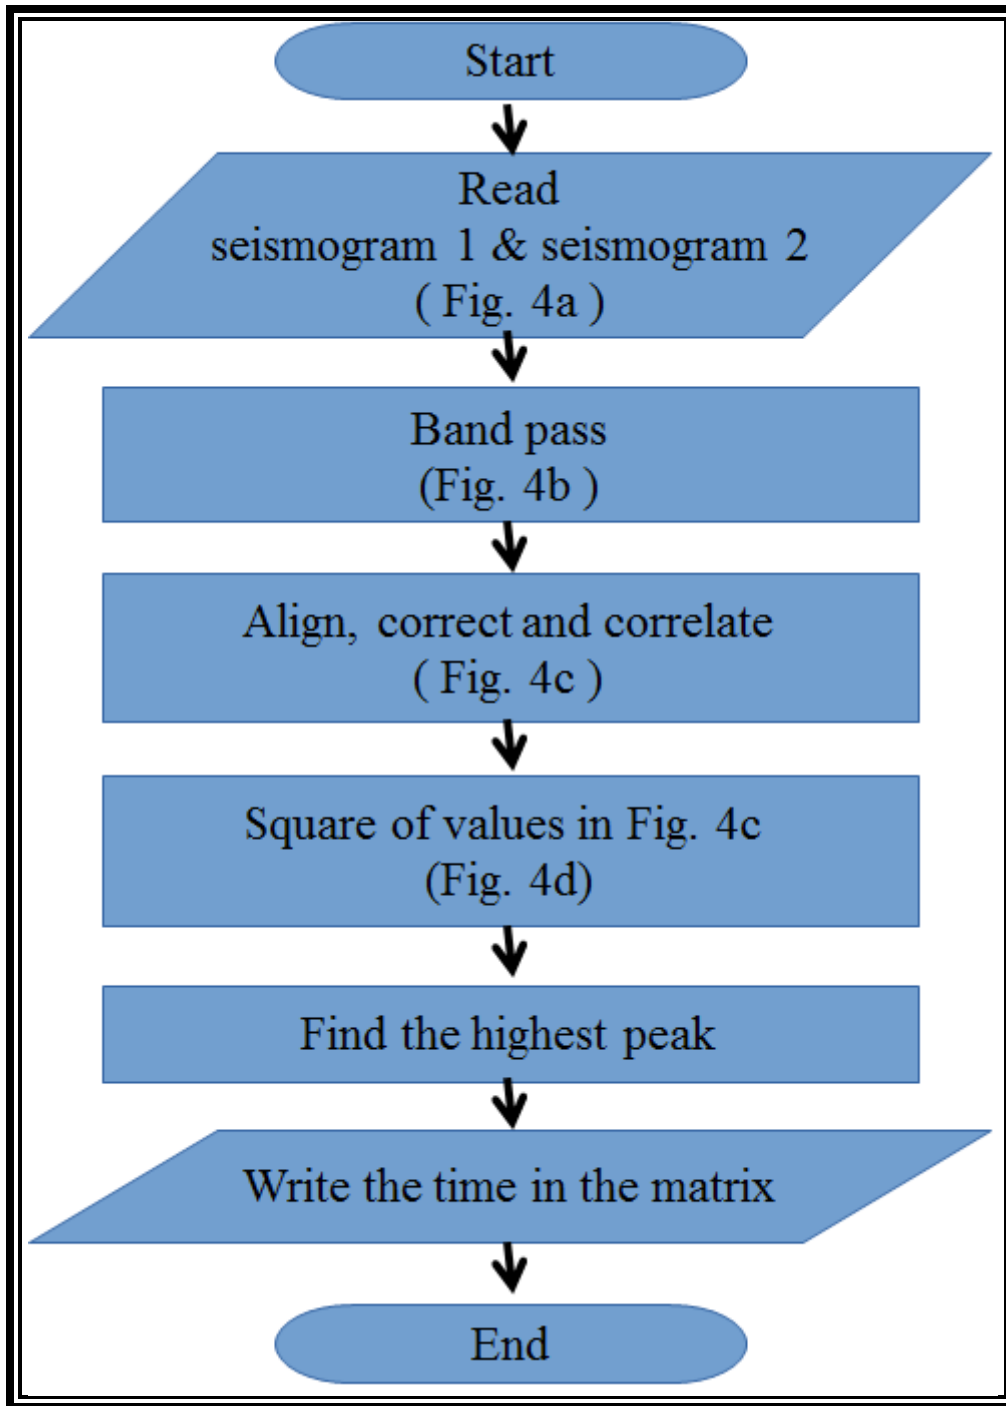 Start
Read
seismogram 1 & seismogram 2
( Fig. 4a )
Band pass
(Fig. 4b )
Align, correct and correlate
( Fig. 4c )
Square of values in Fig. 4c
(Fig. 4d)
Find the highest peak
Write the time in the matrix
End